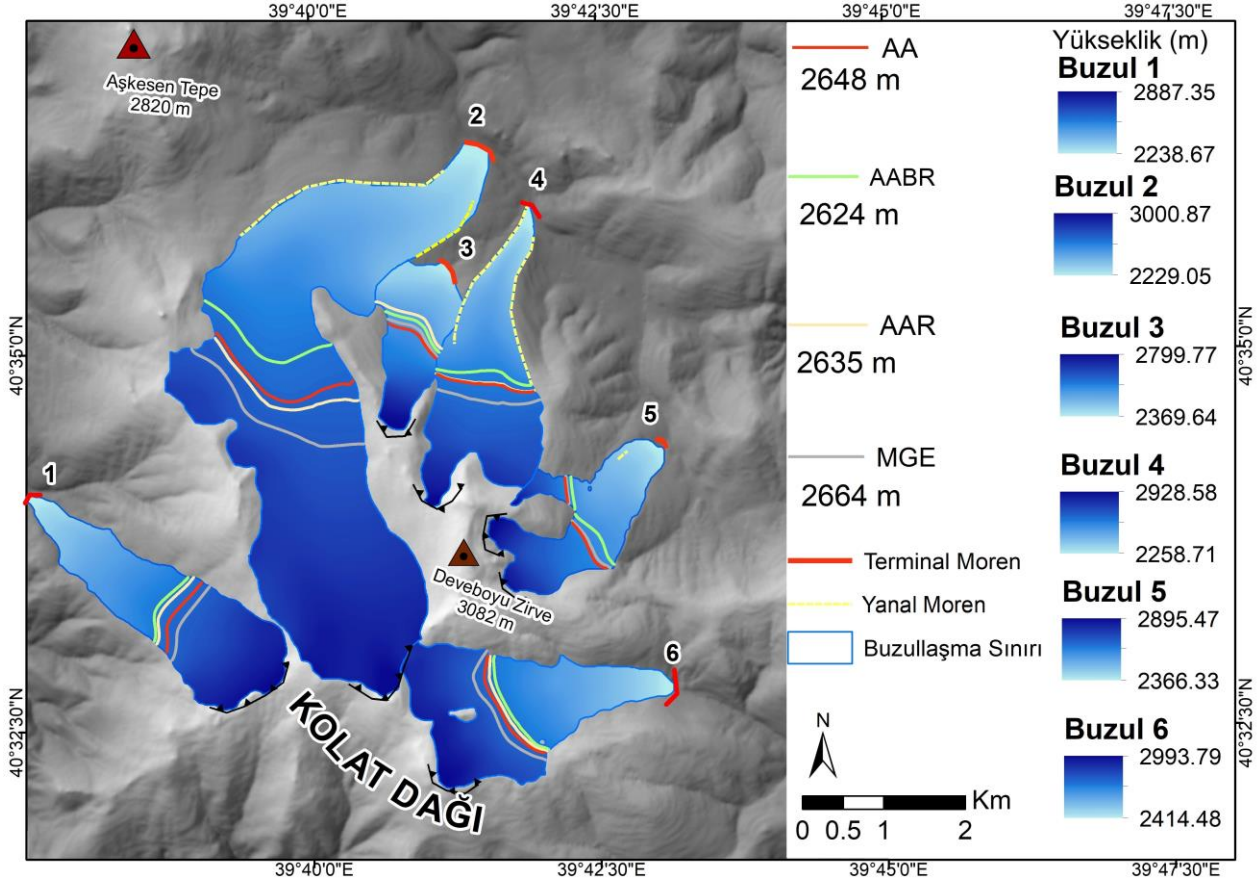 39°40'0"E
39°42'30"E
39°45'0"E
39°47'30"E
Aşkesen Tepe
2820 m
2
4
3
5
1
6
Deveboyu Zirve
3082 m
KOLAT DAĞI
40°35'0"N
40°32'30"N
AA
2648 m
AABR
2624 m
AAR
2635 m
MGE
2664 m
Terminal Moren
Yanal Moren
Buzullaşma Sınırı
N
Km
0 0.5 1 2
Yükseklik (m)
Buzul 1
2887.35
2238.67
Buzul 2
3000.87
2229.05
Buzul 3
2799.77
2369.64
Buzul 4
2928.58
2258.71
Buzul 5
2895.47
2366.33
Buzul 6
2993.79
2414.48
40°35'0"N
40°32'30"N
39°40'0"E
39°42'30"E
39°45'0"E
39°47'30"E